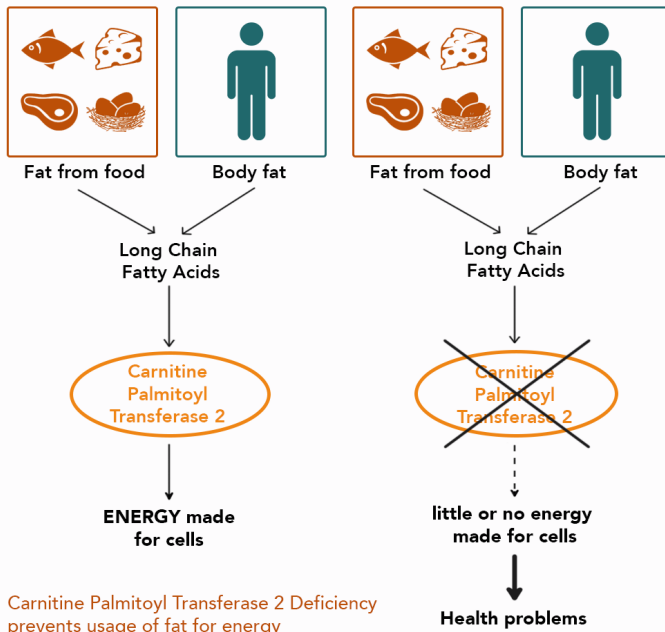 Fat from food
Body fat
Long Chain
Fatty Acids
Carnitine
Palmitoyl
Transferase 2
ENERGY made
for cells
Fat from food
Body fat
Long Chain
Fatty Acids
Carnitine
Palmitoyl
Transferase 2
little or no energy
made for cells
Health problems
Carnitine Palmitoyl Transferase 2 Deficiency
prevents usage of fat for energy